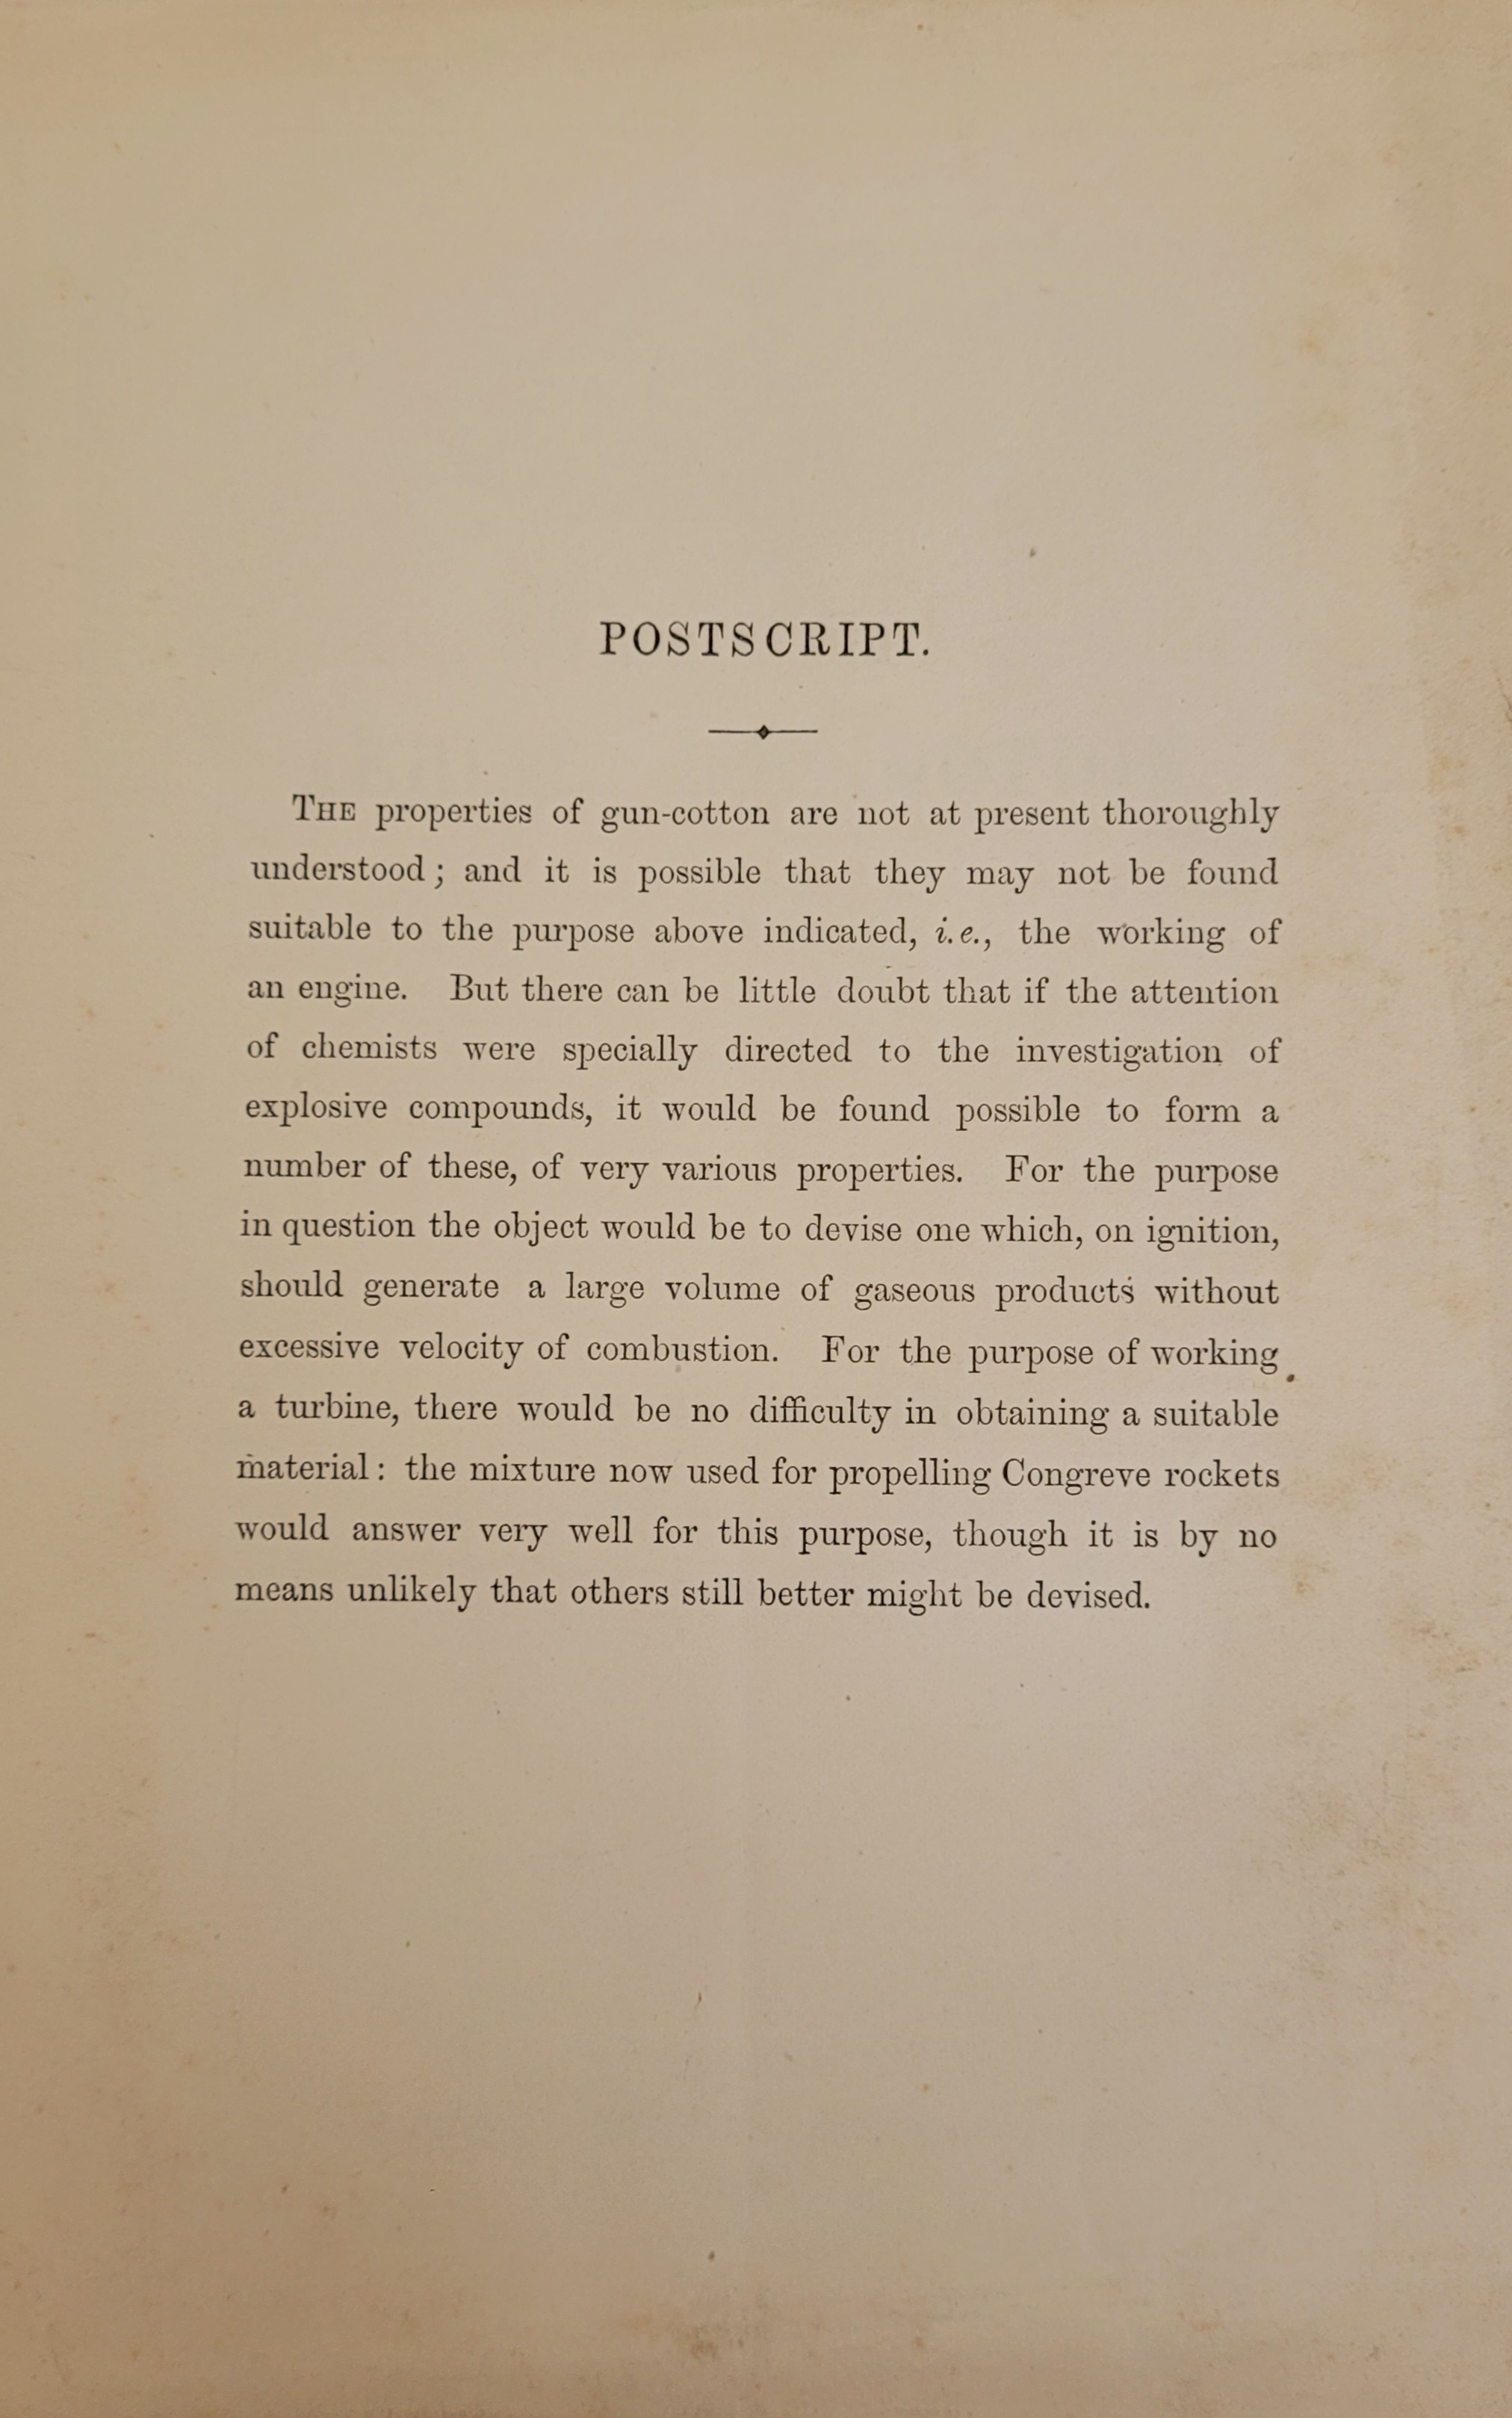 POSTSCRIPT.
THE properties of gun-cotton are not at present thoroughly
understood; and it is possible that they may not be found
suitable to the purpose above indicated, i.e., the working of
an engine. But there can be little doubt that if the attention
of chemists were specially directed to the investigation of
explosive compounds, it would be found possible to form a
number of these, of very various properties. For the purpose
in question the object would be to devise one which, on ignition,
should generate a large volume of gaseous products without
excessive velocity of combustion. For the purpose of working
a turbine, there would be no difficulty in obtaining a suitable
material: the mixture now used for propelling Congreve rockets
would answer very well for this purpose, though it is by no
means unlikely that others still better might be devised.